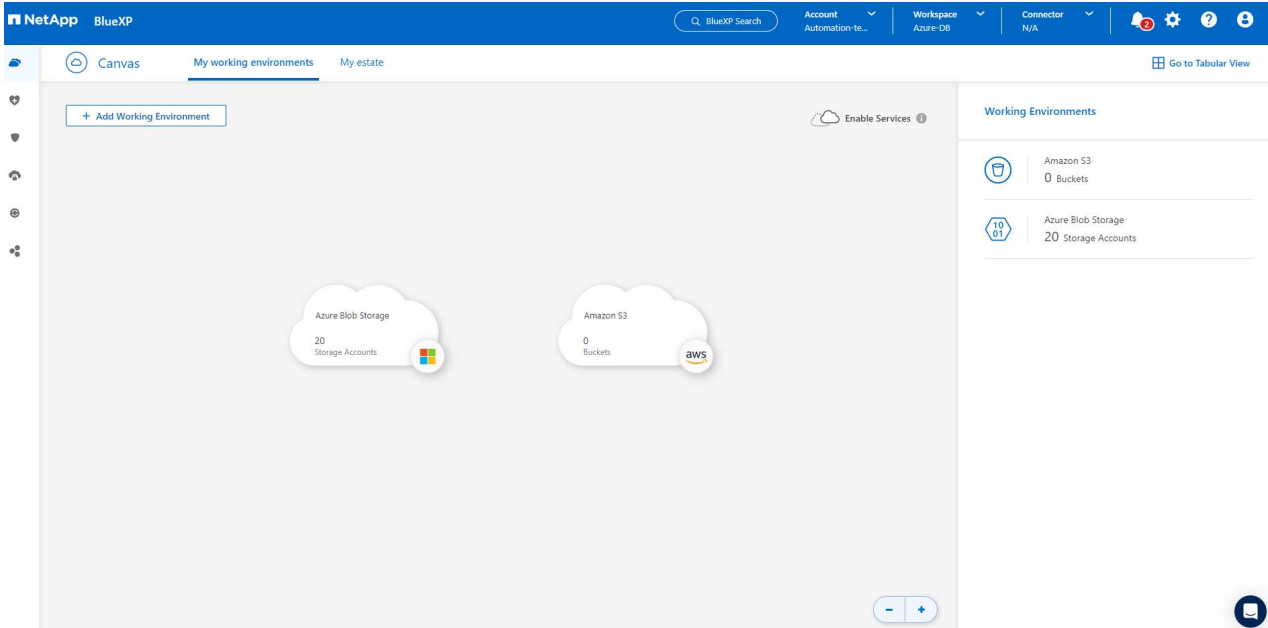 NetApp BlueXP
BlueXP Search
Account
Automation-te...
Workspace
Azure-DB
Connector
N/A
2
Canvas
My working environments
My estate
Go to Tabular View
+ Add Working Environment
Enable Services
Working Environments
Amazon S3
0 Buckets
10
01
Azure Blob Storage
20 Storage Accounts
Azure Blob Storage
20
Storage Accounts
Amazon S3
0
Buckets
aws
- +